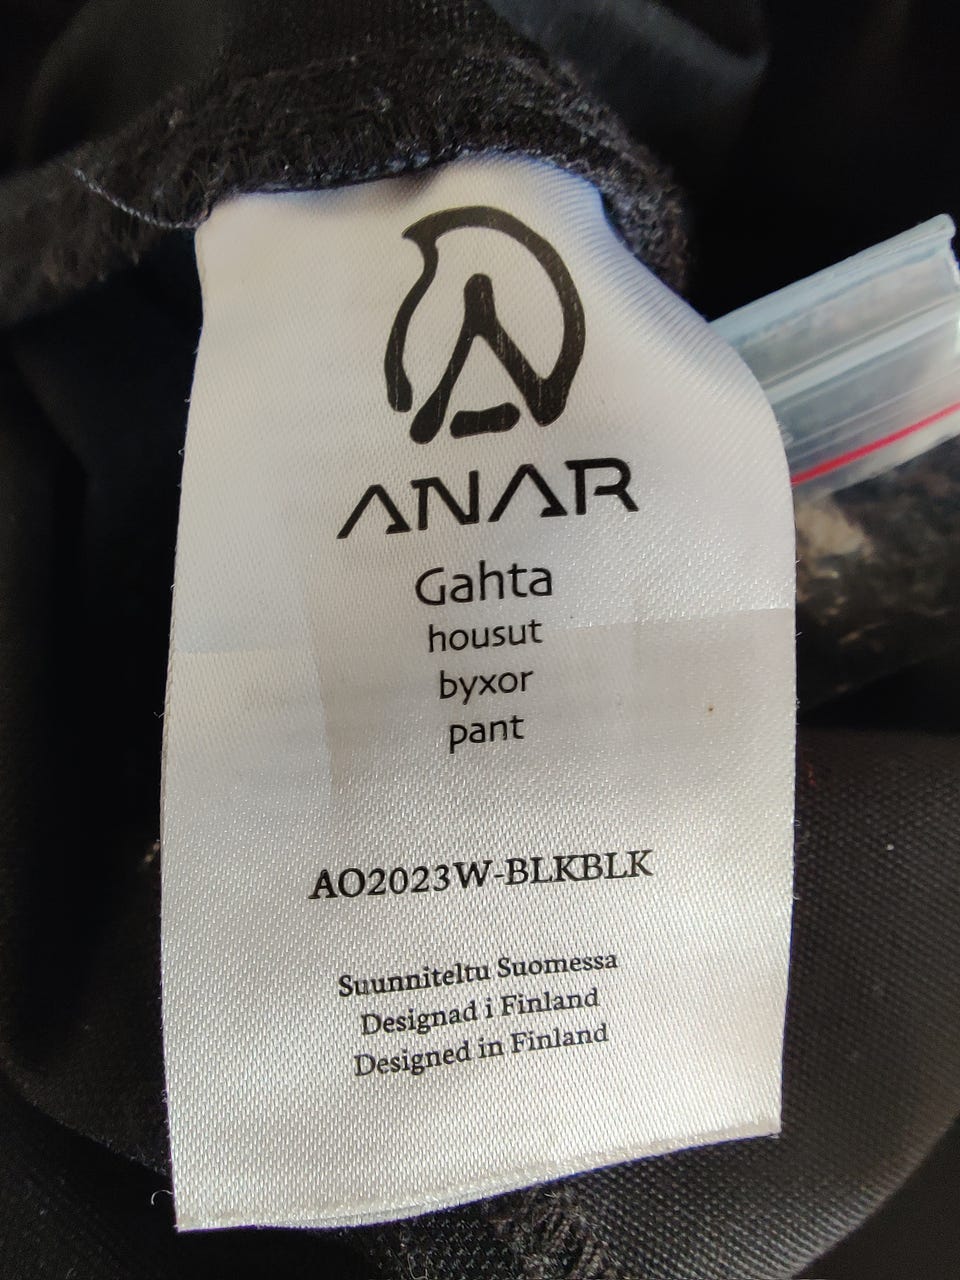 ANAR
Gahta
housut
byxor
pant
AO2023W-BLKBLK
Suunniteltu Suomessa
Designad i Finland
Designed in Finland